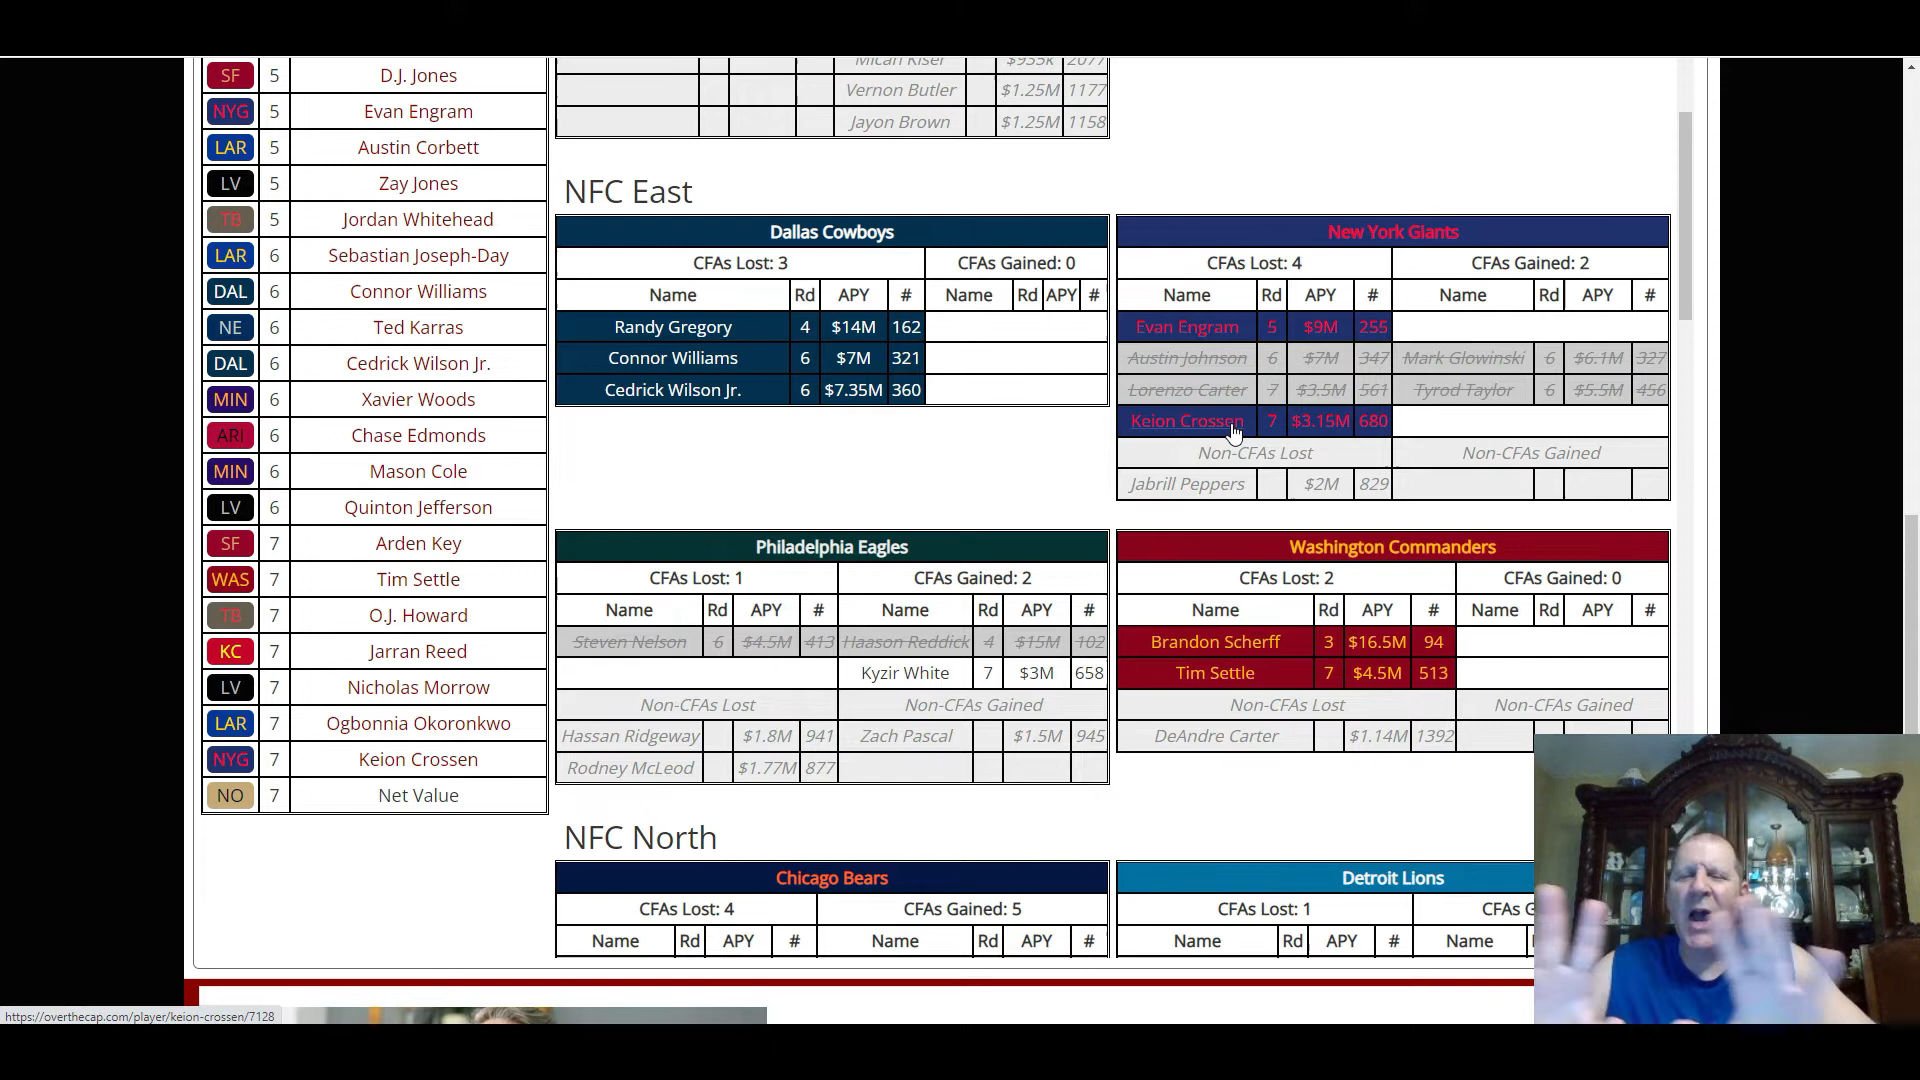 SF 5 D.J. Jones
NYG 5 Evan Engram
LAR 5 Austin Corbett
LV 5 Zay Jones
TB 5 Jordan Whitehead
LAR 6 Sebastian Joseph-Day
DAL 6 Connor Williams
NE 6 Ted Karras
DAL 6 Cedrick Wilson Jr.
MIN 6 Xavier Woods
ARI 6 Chase Edmonds
MIN 6 Mason Cole
LV 6 Quinton Jefferson
SF 7 Arden Key
WAS 7 Tim Settle
TB 7 O.J. Howard
KC 7 Jarran Reed
LV 7 Nicholas Morrow
LAR 7 Ogbonnia Okoronkwo
NYG 7 Keion Crossen
NO 7 Net Value
Micah Kiser $935k 2077
Vernon Butler $1.25M 1177
Jayon Brown $1.25M 1158
NFC East
Dallas Cowboys
CFAs Lost: 3 CFAs Gained: 0
Name Rd APY # Name Rd APY #
Randy Gregory 4 $14M 162
Connor Williams 6 $7M 321
Cedrick Wilson Jr. 6 $7.35M 360
New York Giants
CFAs Lost: 4 CFAs Gained: 2
Name Rd APY # Name Rd APY #
Evan Engram 5 $9M 255
Austin Johnson 6 $7M 347 Mark Glowinski 6 $6.1M 327
Lorenzo Carter 7 $3.5M 561 Tyrod Taylor 6 $5.5M 456
Keion Crossen 7 $3.15M 680
Non-CFAs Lost Non-CFAs Gained
Jabrill Peppers $2M 829
Philadelphia Eagles
CFAs Lost: 1 CFAs Gained: 2
Name Rd APY # Name Rd APY #
Steven Nelson 6 $4.5M 413 Haason Reddick 4 $15M 102
Kyzir White 7 $3M 658
Non-CFAs Lost Non-CFAs Gained
Hassan Ridgeway $1.8M 941 Zach Pascal $1.5M 945
Rodney McLeod $1.77M 877
Washington Commanders
CFAs Lost: 2 CFAs Gained: 0
Name Rd APY # Name Rd APY #
Brandon Scherff 3 $16.5M 94
Tim Settle 7 $4.5M 513
Non-CFAs Lost Non-CFAs Gained
DeAndre Carter $1.14M 1392
NFC North
Chicago Bears
CFAs Lost: 4 CFAs Gained: 5
Name Rd APY # Name Rd APY #
Detroit Lions
CFAs Lost: 1 CFAs G
Name Rd APY # Name
https://overthecap.com/player/keion-crossen/7128